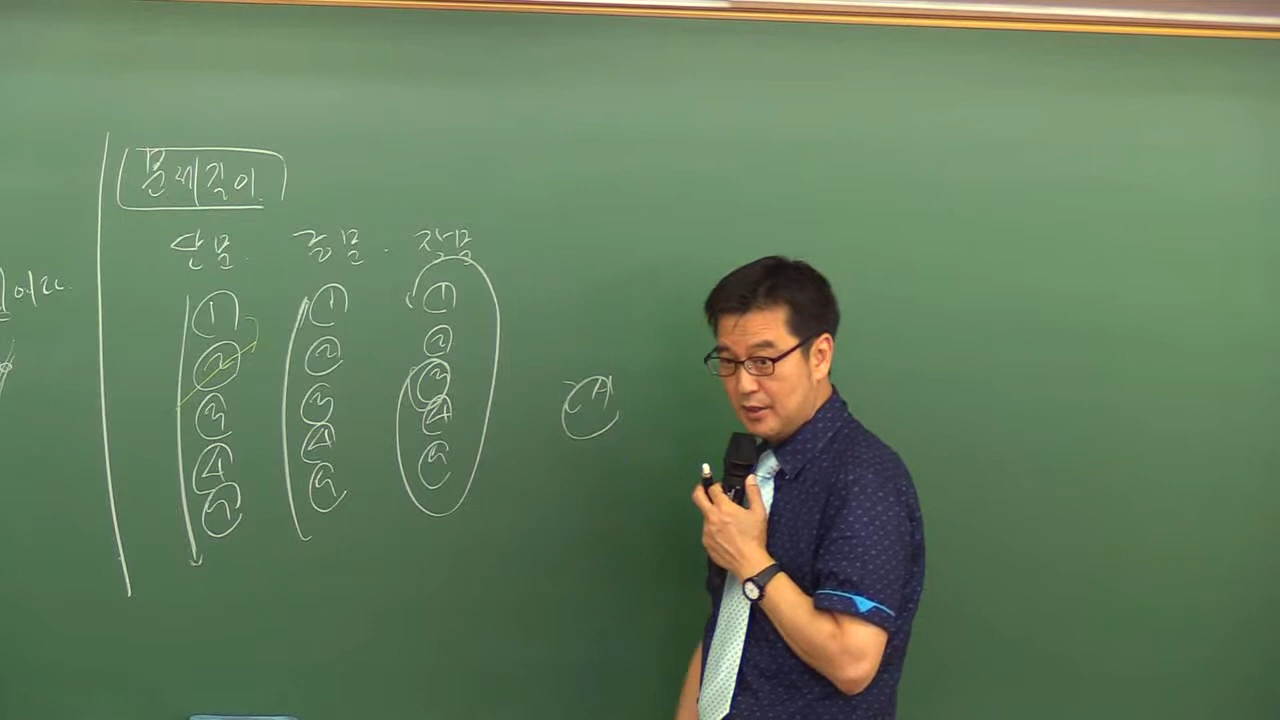 문제길이
단문. 중문. 장문
① ① ①
② ② ②
③ ③ ③
④ ④ ④
⑤ ⑤ ⑤